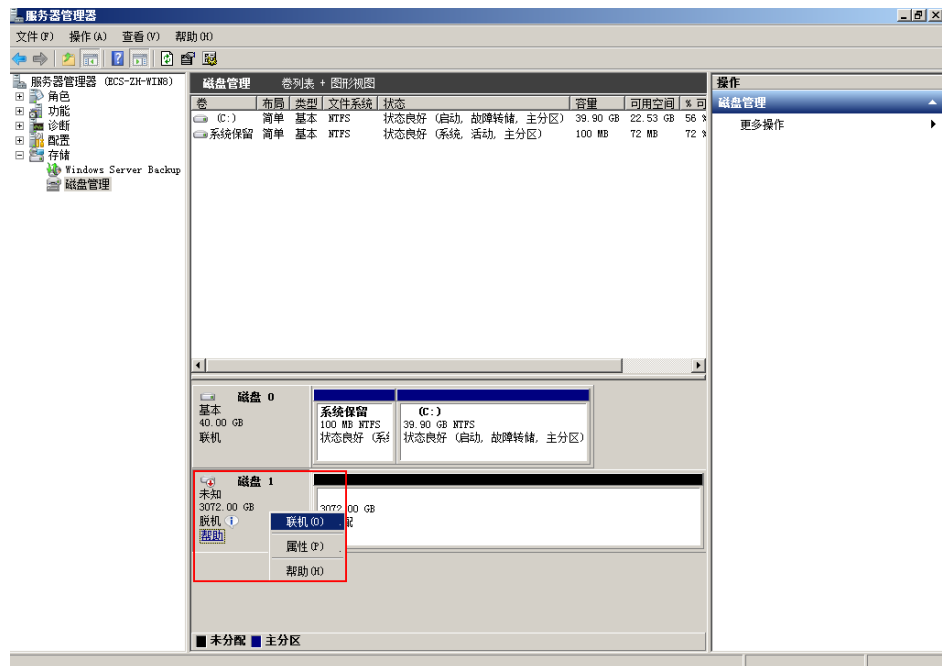 服务器管理器
文件(F) 操作(A) 查看(V) 帮助(H)
服务器管理器 (ECS-ZH-WIN8)
角色
功能
诊断
配置
存储
Windows Server Backup
磁盘管理
磁盘管理 卷列表 + 图形视图
卷 布局 类型 文件系统 状态 容量 可用空间 % 可
(C:) 简单 基本 NTFS 状态良好 (启动, 故障转储, 主分区) 39.90 GB 22.53 GB 56 %
系统保留 简单 基本 NTFS 状态良好 (系统, 活动, 主分区) 100 MB 72 MB 72 %
操作
磁盘管理
更多操作
磁盘 0
基本
40.00 GB
联机
系统保留
100 MB NTFS
状态良好 (系
(C:)
39.90 GB NTFS
状态良好 (启动, 故障转储, 主分区)
磁盘 1
未知
3072.00 GB
脱机
帮助
3072.00 GB
配
联机(O)
属性(P)
帮助(H)
未分配 主分区